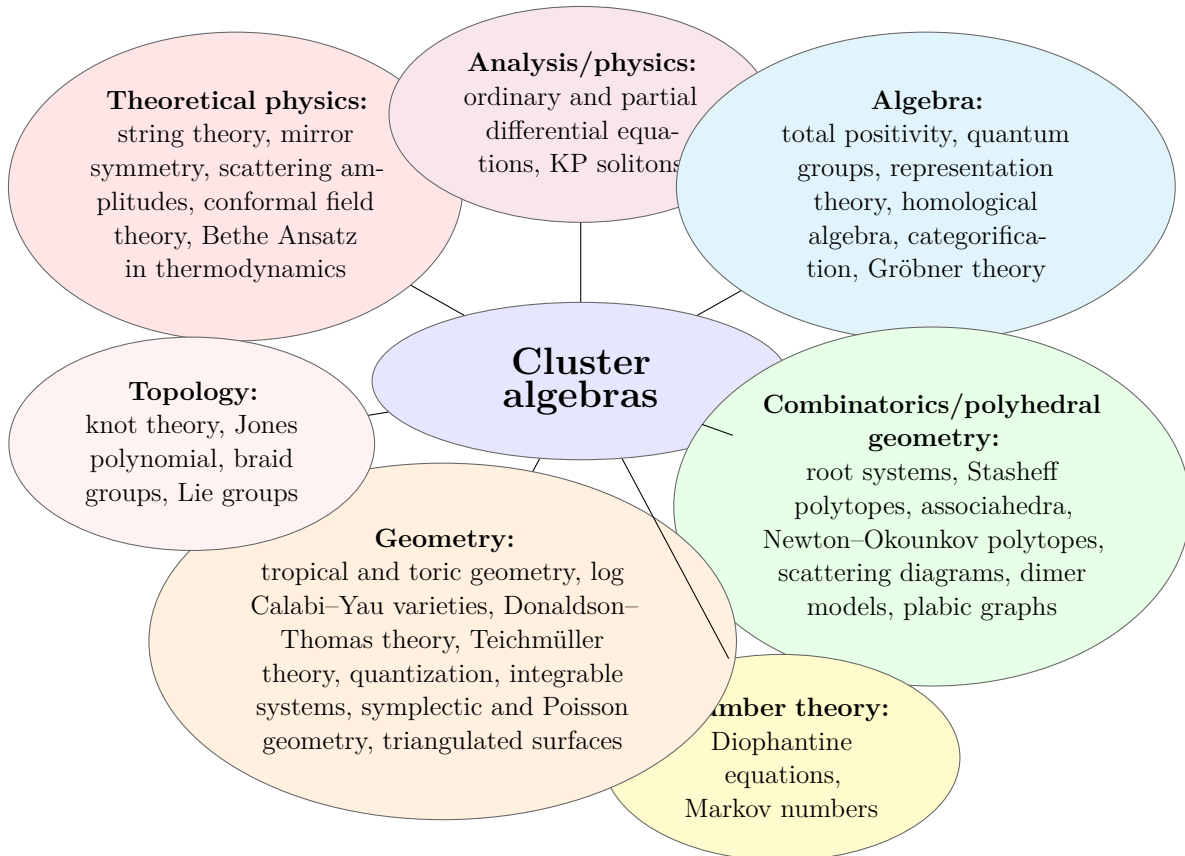 Theoretical physics:
string theory, mirror
symmetry, scattering am-
plitudes, conformal field
theory, Bethe Ansatz
in thermodynamics
Analysis/physics:
ordinary and partial
differential equa-
tions, KP solitons
Algebra:
total positivity, quantum
groups, representation
theory, homological
algebra, categorifica-
tion, Gröbner theory
Cluster
algebras
Topology:
knot theory, Jones
polynomial, braid
groups, Lie groups
Combinatorics/polyhedral
geometry:
root systems, Stasheff
polytopes, associahedra,
Newton–Okounkov polytopes,
scattering diagrams, dimer
models, plabic graphs
Geometry:
tropical and toric geometry, log
Calabi–Yau varieties, Donaldson–
Thomas theory, Teichmüller
theory, quantization, integrable
systems, symplectic and Poisson
geometry, triangulated surfaces
theory:
Diophantine
equations,
Markov numbers